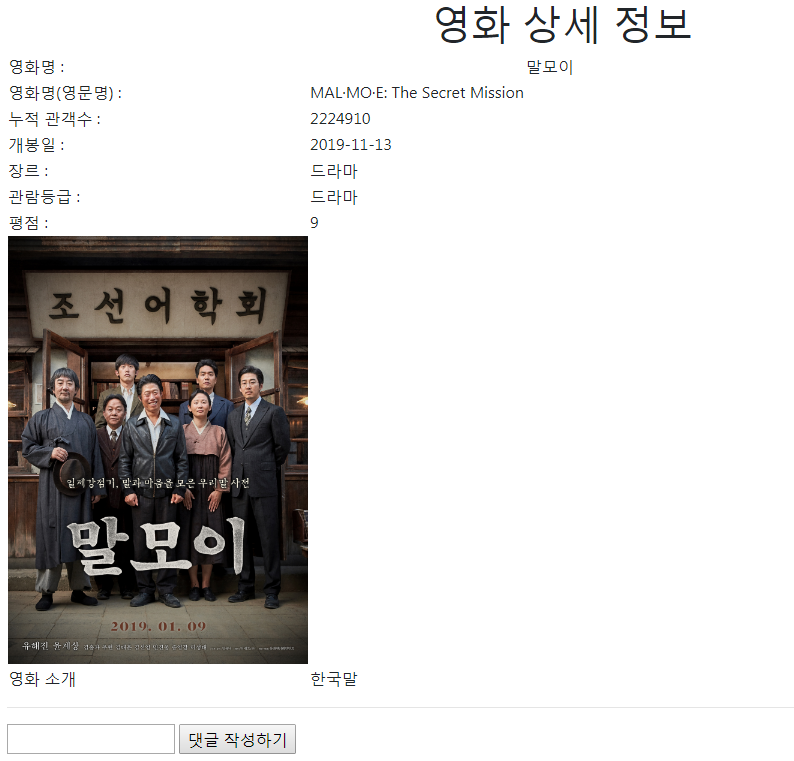 영화 상세 정보
영화명 : 말모이
영화명(영문명) : MAL·MO·E: The Secret Mission
누적 관객수 : 2224910
개봉일 : 2019-11-13
장르 : 드라마
관람등급 : 드라마
평점 : 9
조선어학회
일제강점기, 말과 마음을 모은 우리말 사전
말모이
2019. 01. 09
유해진 윤계상
영화 소개 한국말
댓글 작성하기